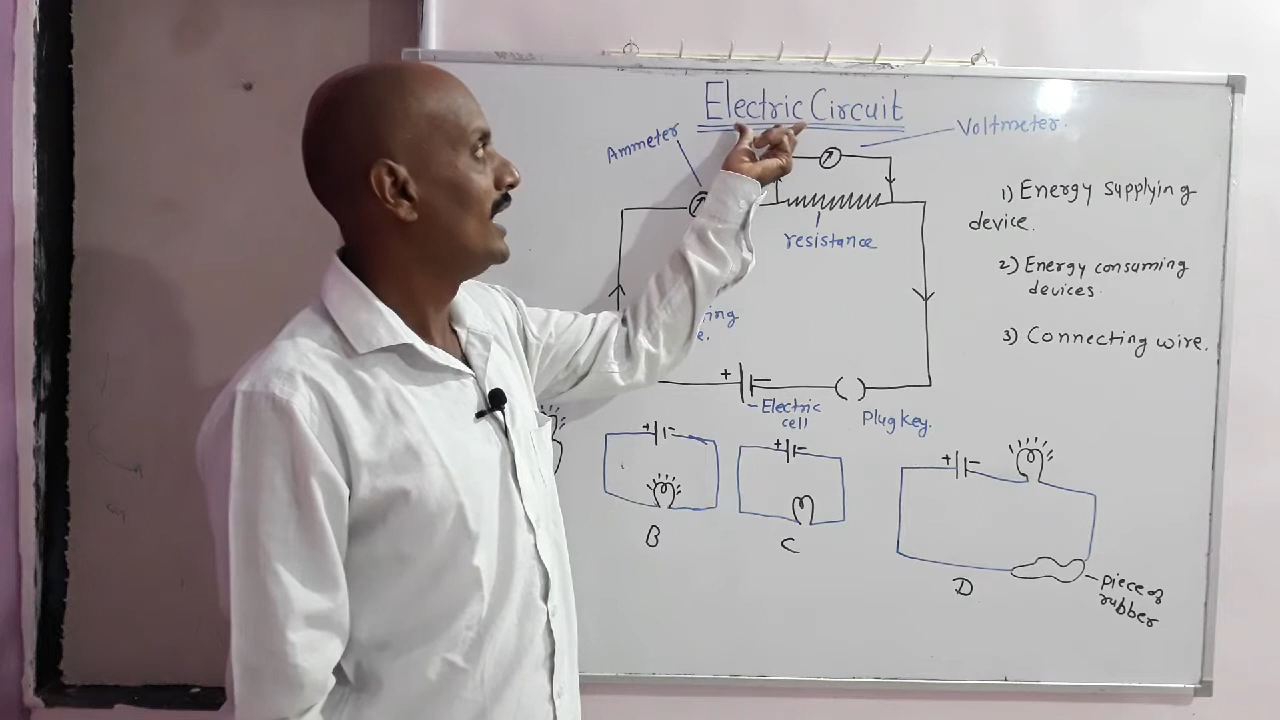 Electric Circuit
Voltmeter.
Ammeter
resistance
1) Energy supplying
device.
2) Energy consuming
devices.
3) Connecting wire.
+ -
Electric
cell
Plug key.
+ -
B
+ -
C
+ -
D
Piece of
rubber